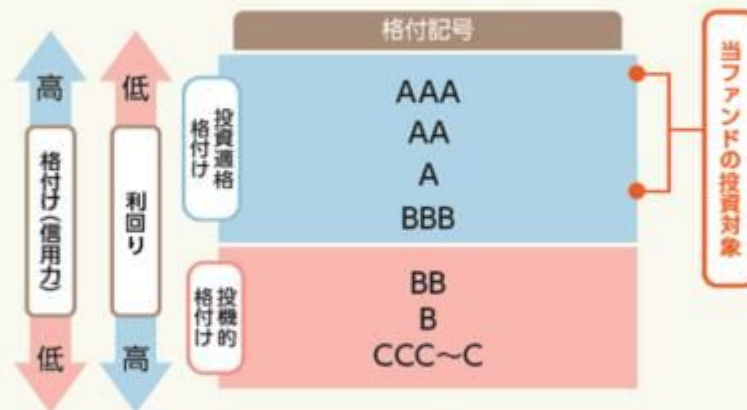 格付記号
高
低
格付け（信用力）
利回り
低
高
投資適格
格付け
AAA
AA
A
BBB
投機的
格付け
BB
B
CCC～C
当ファンドの投資対象